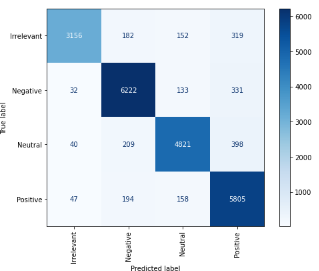 Irrelevant 3156 182 152 319
Negative 32 6222 133 331
Neutral 40 209 4821 398
Positive 47 194 158 5805
Irrelevant Negative Neutral Positive
Predicted label
True label
6000
5000
4000
3000
2000
1000